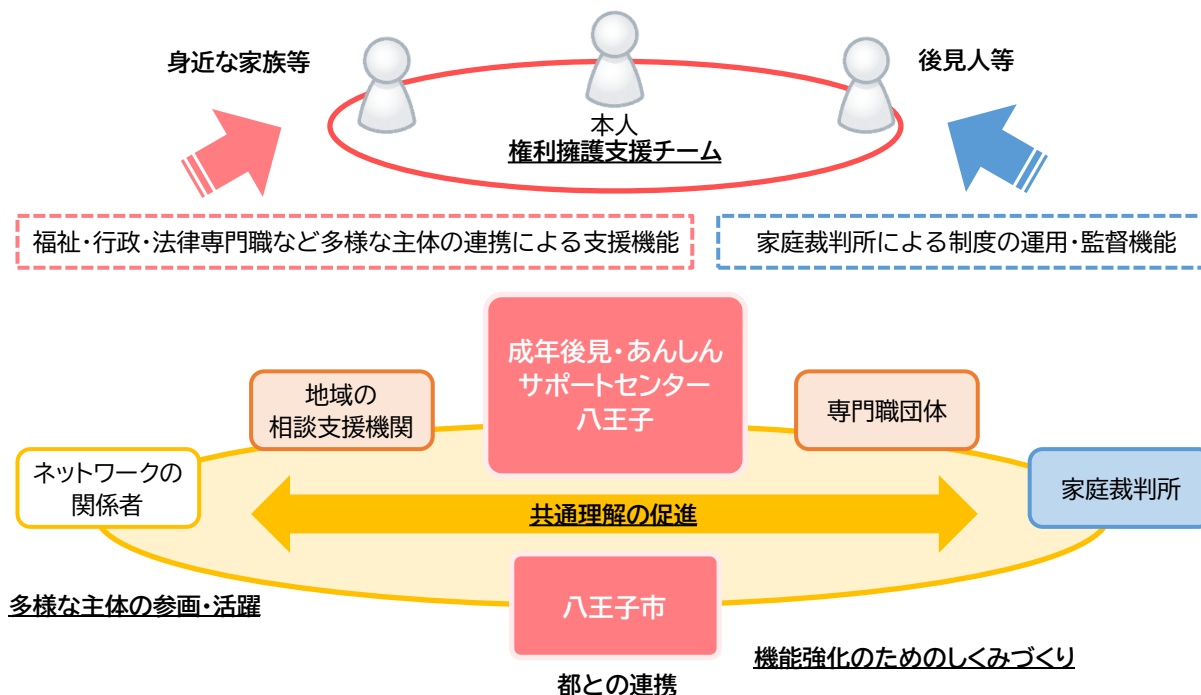 身近な家族等
後見人等
本人
権利擁護支援チーム
福祉・行政・法律専門職など多様な主体の連携による支援機能
家庭裁判所による制度の運用・監督機能
成年後見・あんしん
サポートセンター
八王子
地域の
相談支援機関
専門職団体
ネットワークの
関係者
家庭裁判所
共通理解の促進
八王子市
多様な主体の参画・活躍
機能強化のためのしくみづくり
都との連携